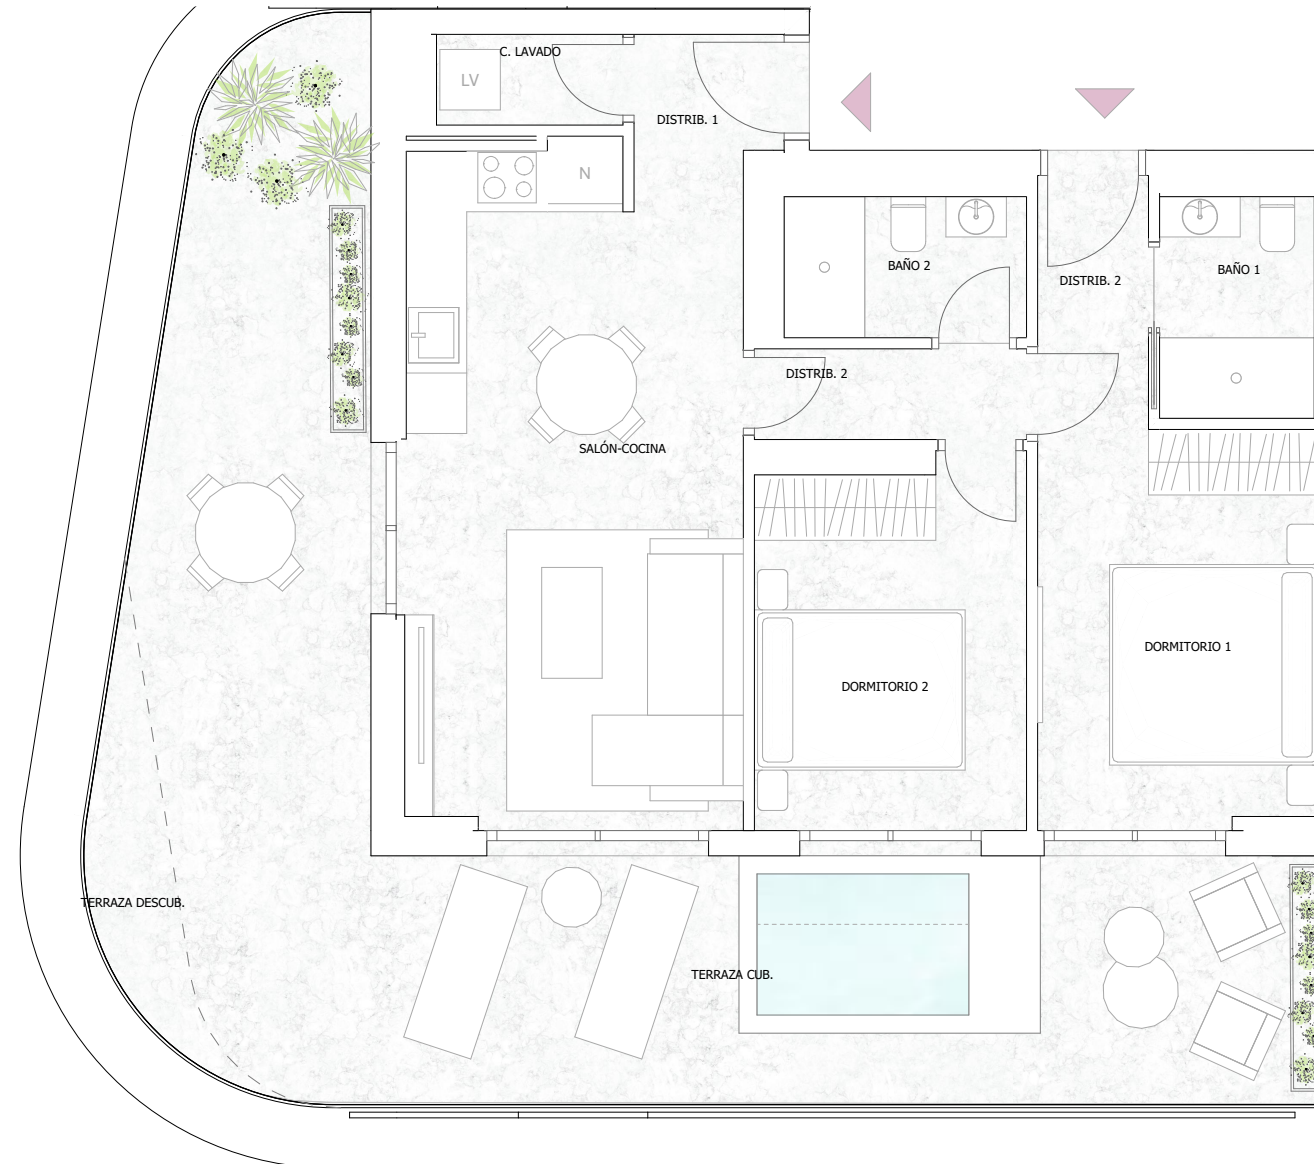 C. LAVADO
LV
DISTRIB. 1
N
BAÑO 2
DISTRIB. 2
BAÑO 1
DISTRIB. 2
SALÓN-COCINA
DORMITORIO 1
DORMITORIO 2
TERRAZA DESCUB.
TERRAZA CUB.